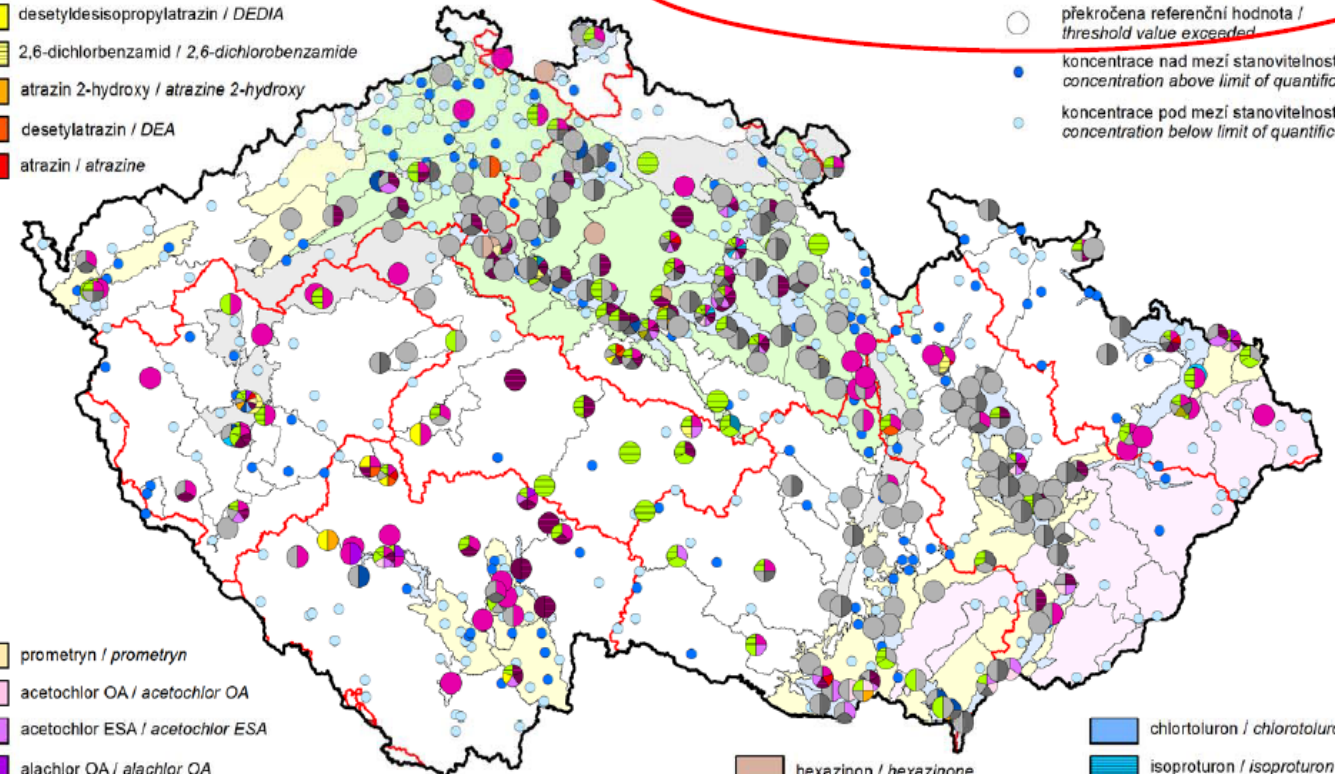 desetyldesisopropylatrazin / DEDIA
2,6-dichlorbenzamid / 2,6-dichlorobenzamide
atrazin 2-hydroxy / atrazine 2-hydroxy
desetylatrazin / DEA
atrazin / atrazine
překročena referenční hodnota /
threshold value exceeded
koncentrace nad mezí stanovitelnost
concentration above limit of quantific
koncentrace pod mezí stanovitelnost
concentration below limit of quantific
prometryn / prometryn
acetochlor OA / acetochlor OA
acetochlor ESA / acetochlor ESA
alachlor OA / alachlor OA
hexazinon / hexazinone
chlortoluron / chlorotolur
isoproturon / isoproturon